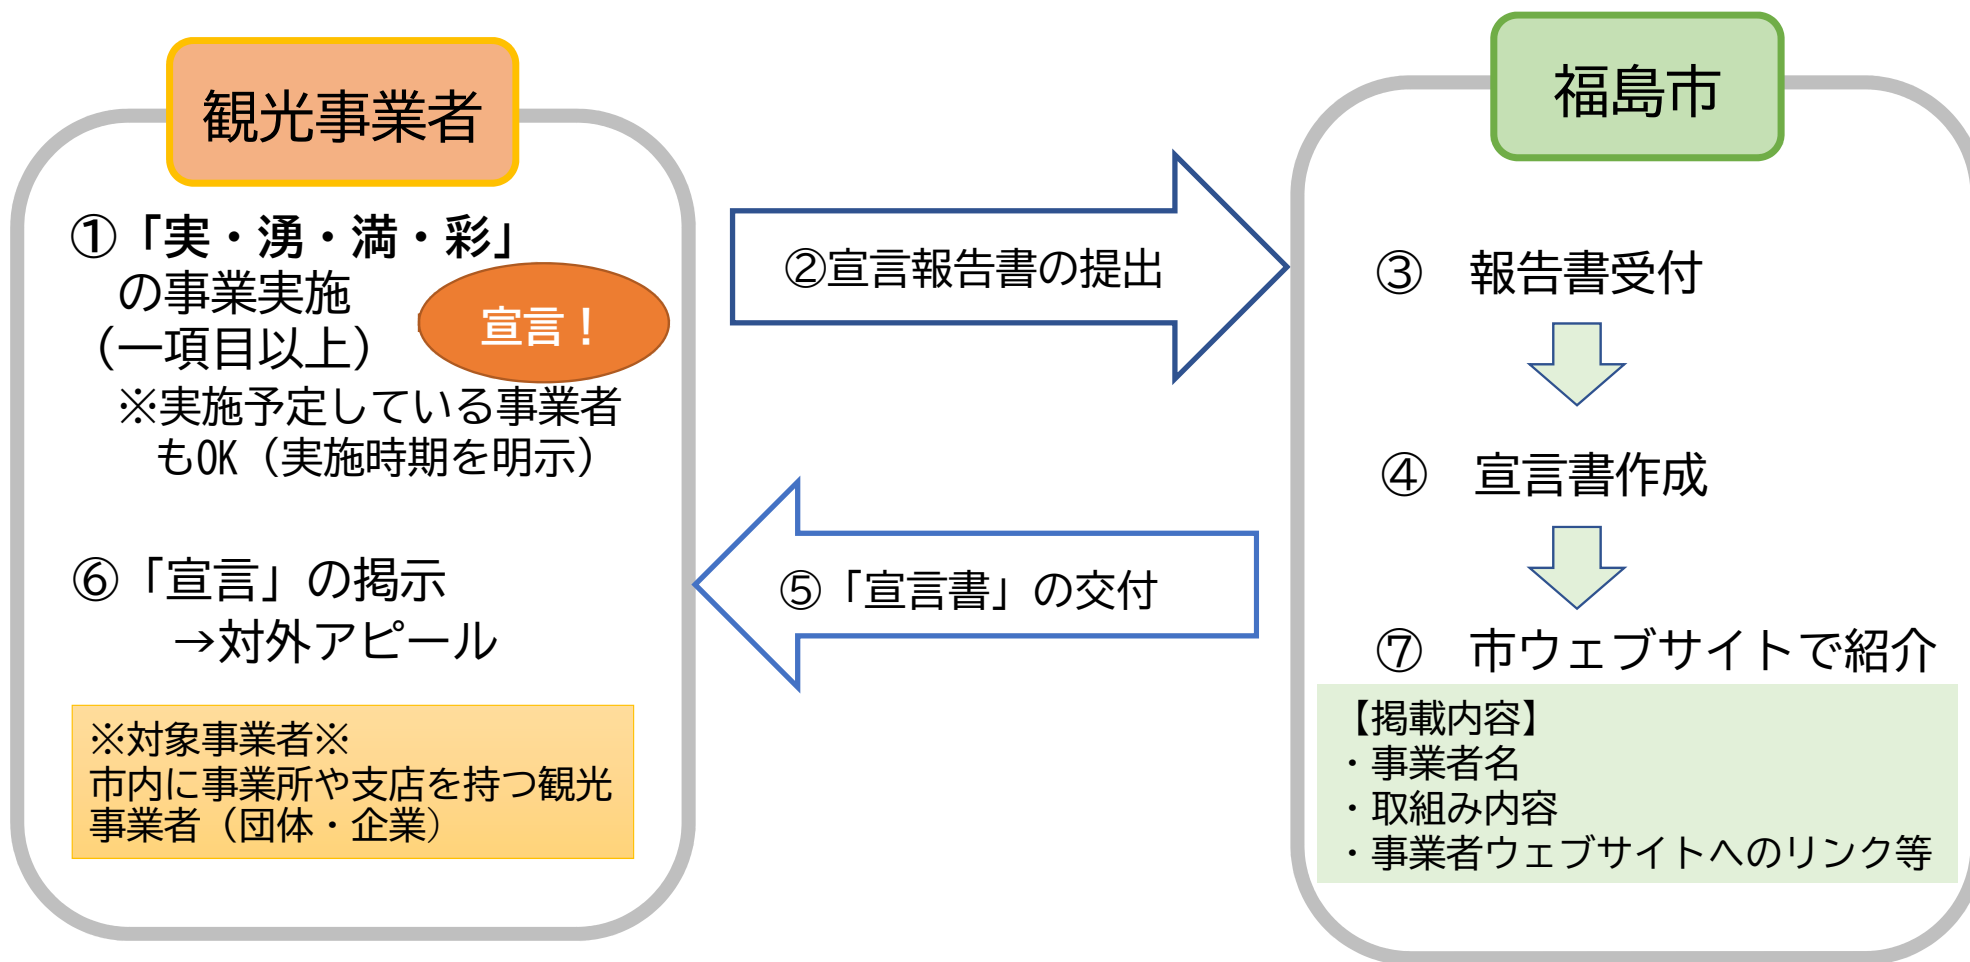 観光事業者
①「実・湧・満・彩」
の事業実施
（一項目以上）
宣言！
※実施予定している事業者
もOK（実施時期を明示）
⑥「宣言」の掲示
→対外アピール
※対象事業者※
市内に事業所や支店を持つ観光
事業者（団体・企業）
②宣言報告書の提出
⑤「宣言書」の交付
福島市
③　報告書受付
④　宣言書作成
⑦　市ウェブサイトで紹介
【掲載内容】
・事業者名
・取組み内容
・事業者ウェブサイトへのリンク等